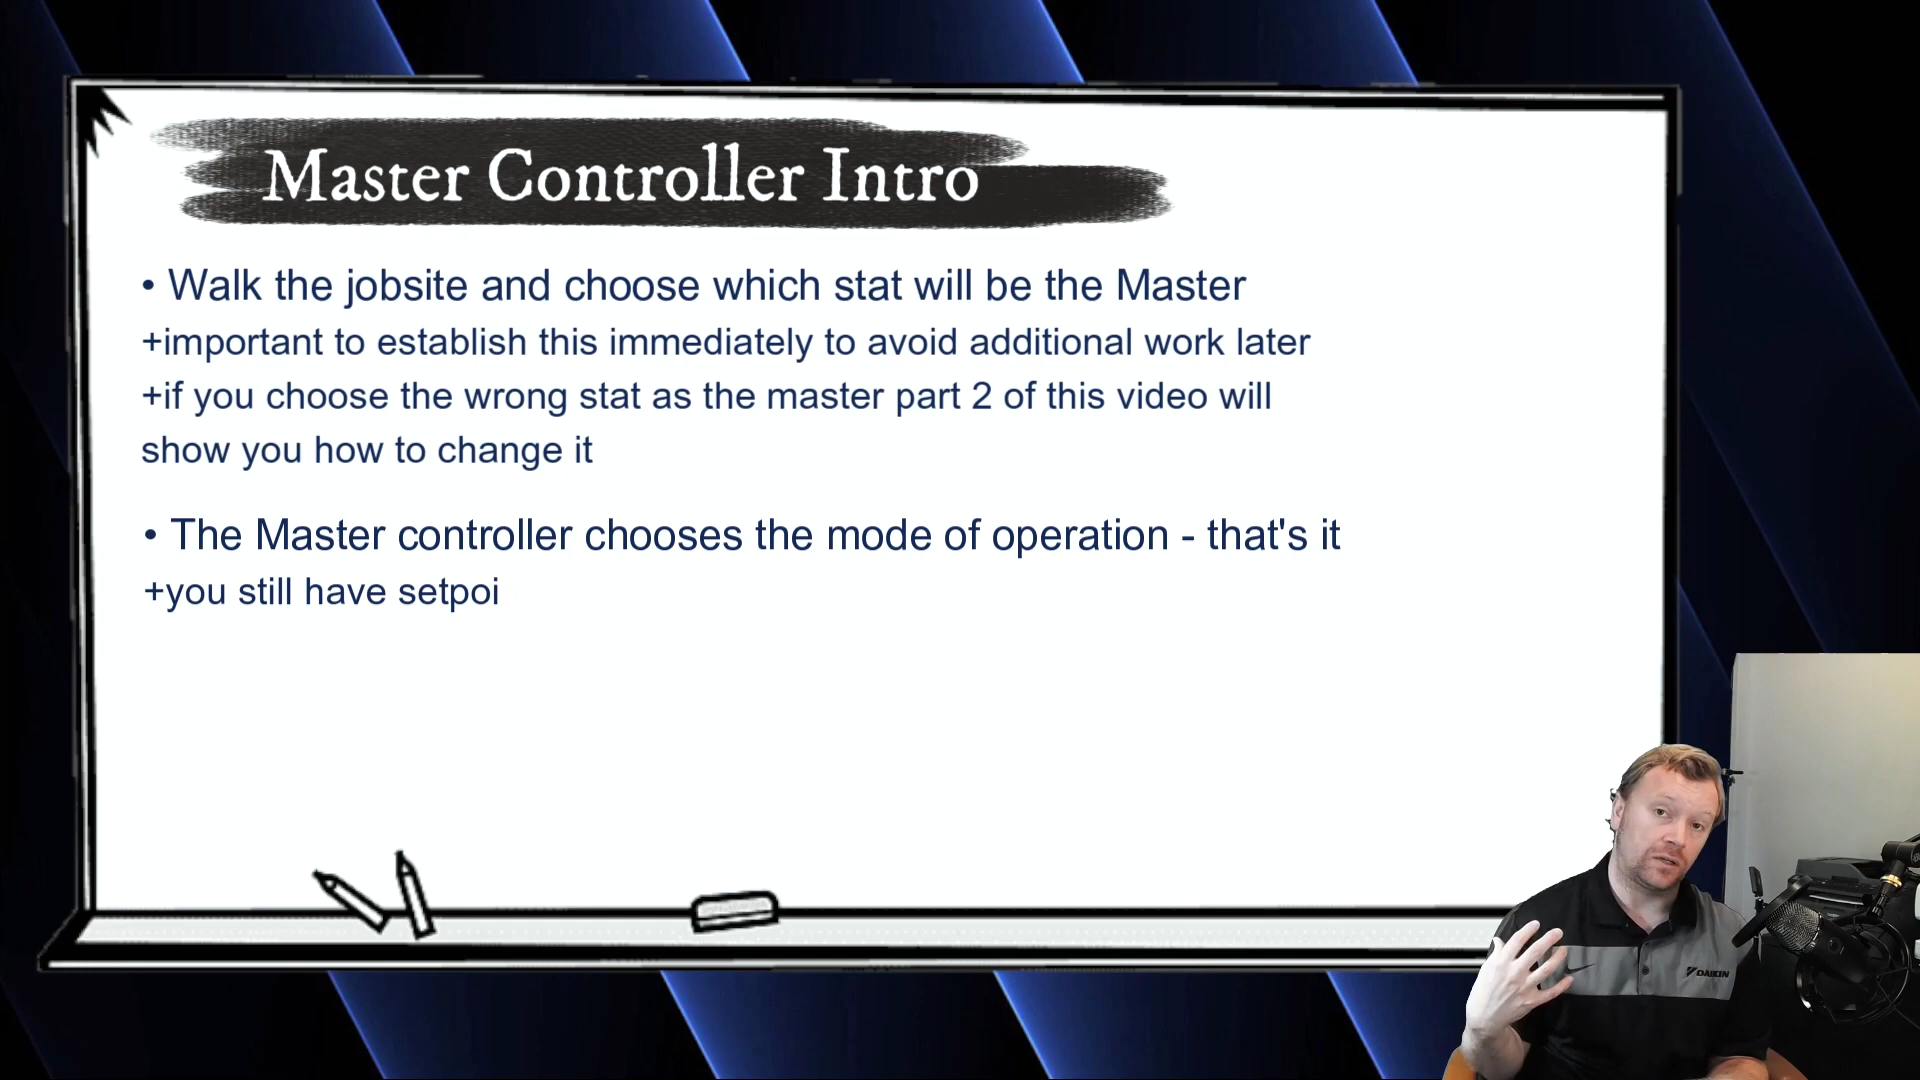 Master Controller Intro
• Walk the jobsite and choose which stat will be the Master
+important to establish this immediately to avoid additional work later
+if you choose the wrong stat as the master part 2 of this video will
show you how to change it
• The Master controller chooses the mode of operation - that's it
+you still have setpoi
DAIKIN